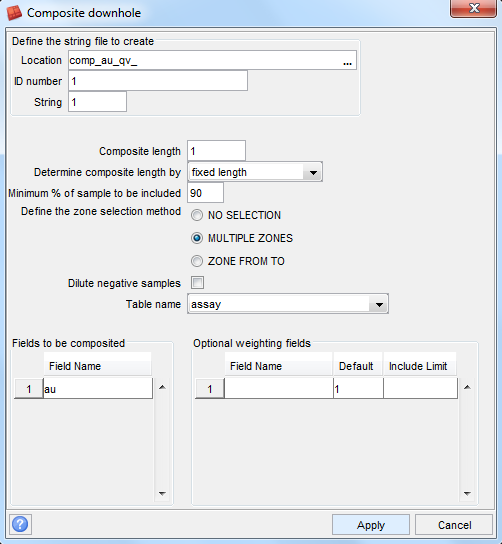 Composite downhole
Define the string file to create
Location comp_au_qv_ ...
ID number 1
String 1
Composite length 1
Determine composite length by fixed length
Minimum % of sample to be included 90
Define the zone selection method NO SELECTION
MULTIPLE ZONES
ZONE FROM TO
Dilute negative samples
Table name assay
Fields to be composited Optional weighting fields
Field Name Field Name Default Include Limit
1 au 1 1
? Apply Cancel